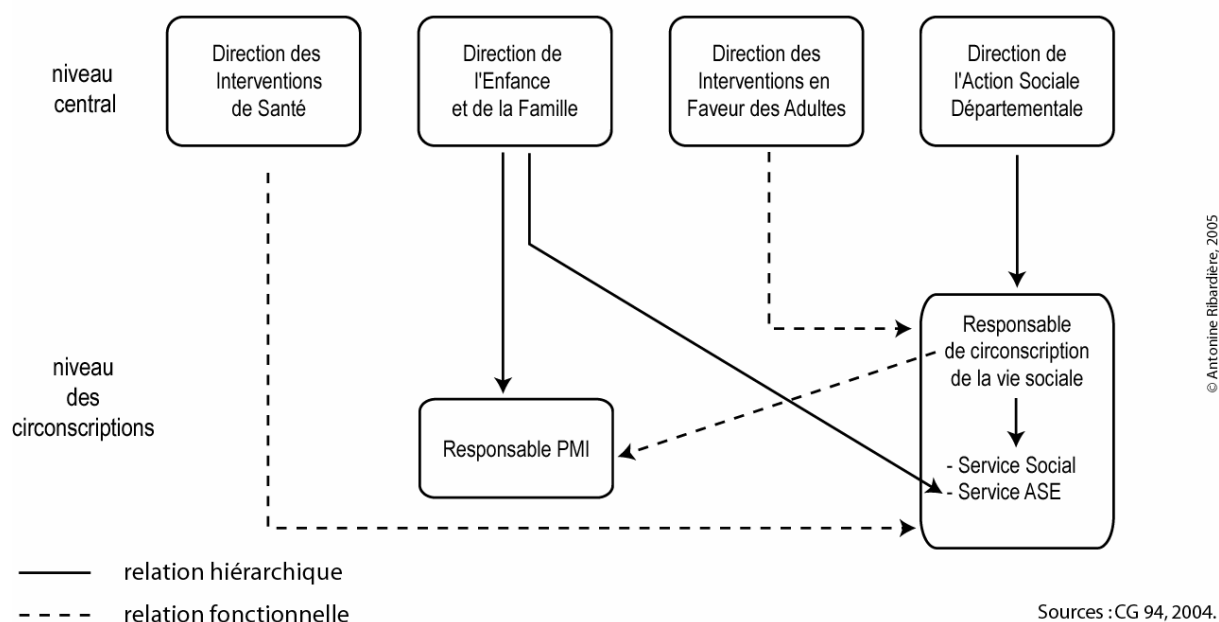 niveau
central
Direction des
Interventions
de Santé
Direction de
l'Enfance
et de la Famille
Direction des
Interventions en
Faveur des Adultes
Direction de
l'Action Sociale
Départementale
niveau
des
circonscriptions
Responsable PMI
Responsable
de circonscription
de la vie sociale
- Service Social
- Service ASE
relation hiérarchique
relation fonctionnelle
Sources : CG 94, 2004.
© Antonine Ribardière, 2005